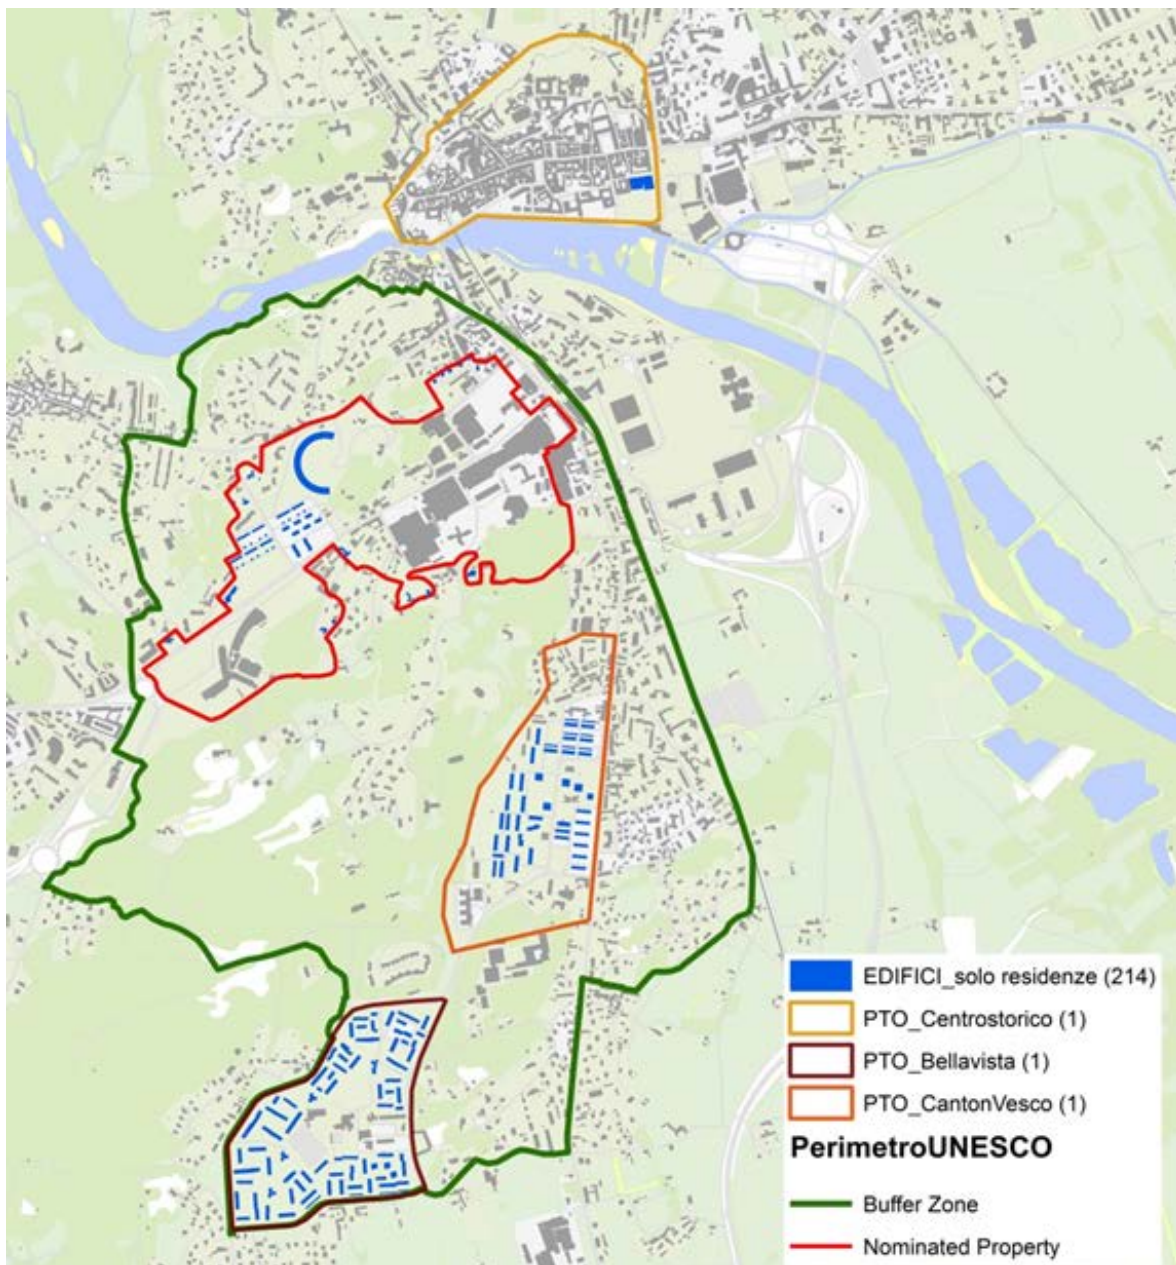 EDIFICI_solo residenze (214)
PTO_Centrostorico (1)
PTO_Bellavista (1)
PTO_CantonVesco (1)
PerimetroUNESCO
Buffer Zone
Nominated Property